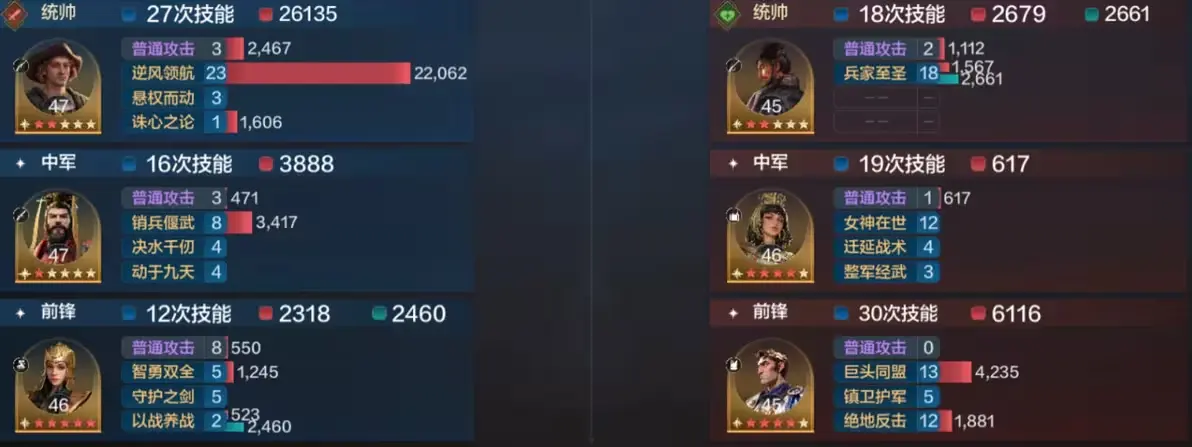 统帅 27次技能 26135
普通攻击 3 2,467
逆风领航 23 22,062
悬权而动 3
诛心之论 1 1,606
47
中军 16次技能 3888
普通攻击 3 471
销兵偃武 8 3,417
决水千仞 4
动于九天 4
47
前锋 12次技能 2318 2460
普通攻击 8 550
智勇双全 5 1,245
守护之剑 5
以战养战 2 523 2,460
46
统帅 18次技能 2679 2661
普通攻击 2 1,112
兵家至圣 18 1,567 2,661
-- --
-- --
45
中军 19次技能 617
普通攻击 1 617
女神在世 12
迁延战术 4
整军经武 3
46
前锋 30次技能 6116
普通攻击 0
巨头同盟 13 4,235
镇卫护军 5
绝地反击 12 1,881
45